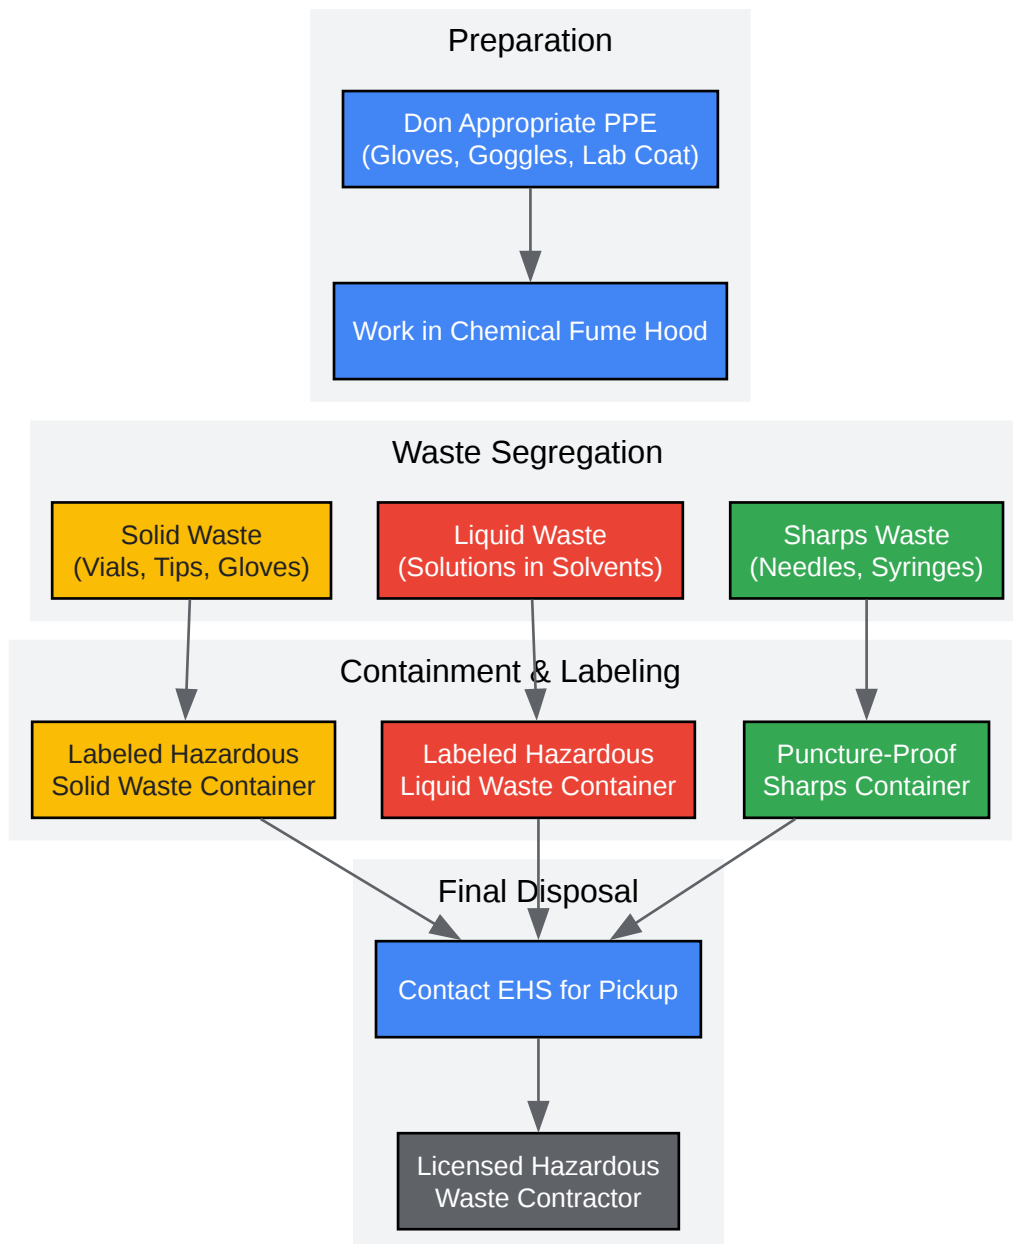 Preparation
Don Appropriate PPE
(Gloves, Goggles, Lab Coat)
Work in Chemical Fume Hood
Waste Segregation
Solid Waste
(Vials, Tips, Gloves)
Liquid Waste
(Solutions in Solvents)
Sharps Waste
(Needles, Syringes)
Containment & Labeling
Labeled Hazardous
Solid Waste Container
Labeled Hazardous
Liquid Waste Container
Puncture-Proof
Sharps Container
Final Disposal
Contact EHS for Pickup
Licensed Hazardous
Waste Contractor